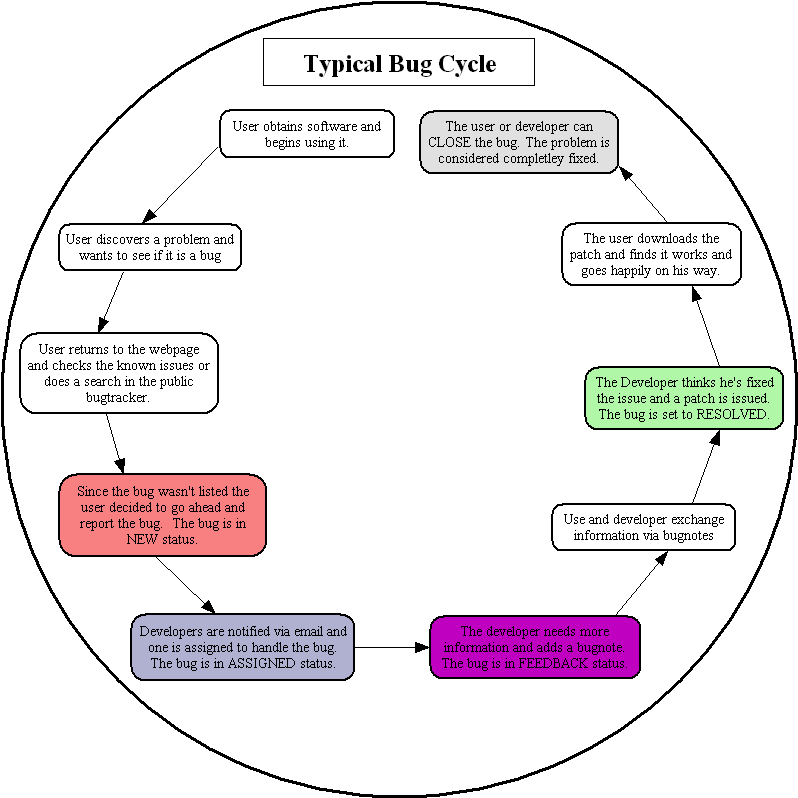 Typical Bug Cycle
User obtains software and
begins using it.
User discovers a problem and
wants to see if it is a bug
User returns to the webpage
and checks the known issues or
does a search in the public
bugtracker.
Since the bug wasn't listed the
user decided to go ahead and
report the bug.  The bug is in
NEW status.
Developers are notified via email and
one is assigned to handle the bug.
The bug is in ASSIGNED status.
The developer needs more
information and adds a bugnote.
The bug is in FEEDBACK status.
Use and developer exchange
information via bugnotes
The Developer thinks he's fixed
the issue and a patch is issued.
The bug is set to RESOLVED.
The user downloads the
patch and finds it works and
goes happily on his way.
The user or developer can
CLOSE the bug.  The problem is
considered completley fixed.